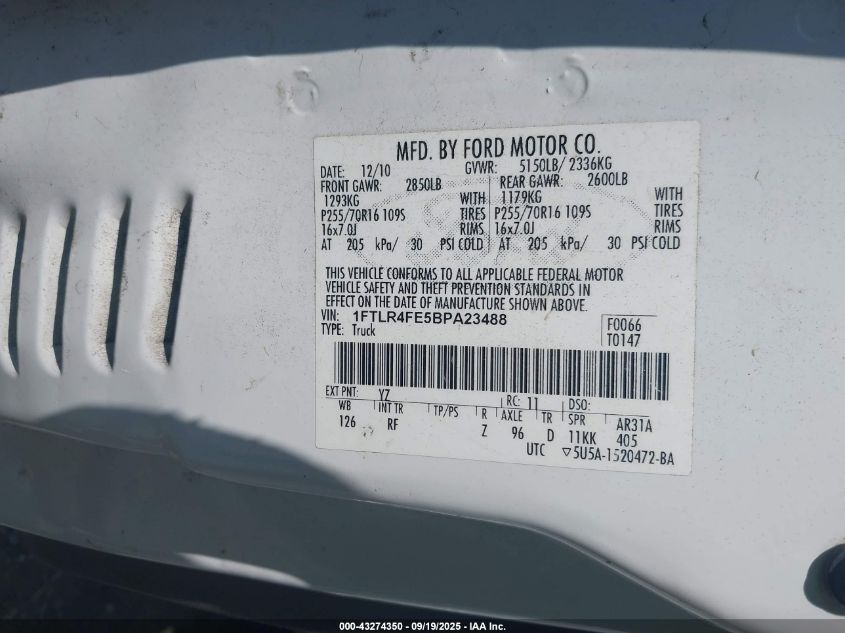 MFD. BY FORD MOTOR CO.
DATE: 12/10 GVWR: 5150LB/ 2336KG
FRONT GAWR: 2850LB REAR GAWR: 2600LB
1293KG WITH 1179KG WITH
P255/70R16 109S TIRES P255/70R16 109S TIRES
16x7.0J RIMS 16x7.0J RIMS
AT 205 kPa/ 30 PSI COLD AT 205 kPa/ 30 PSI COLD
THIS VEHICLE CONFORMS TO ALL APPLICABLE FEDERAL MOTOR
VEHICLE SAFETY AND THEFT PREVENTION STANDARDS IN
EFFECT ON THE DATE OF MANUFACTURE SHOWN ABOVE.
VIN: 1FTLR4FE5BPA23488 F0066
TYPE: Truck T0147
EXT PNT: YZ RC: 11 DSO:
WB INT TR TP/PS R AXLE TR SPR AR31A
126 RF Z 96 D 11KK 405
UTC ▽5U5A-1520472-BA
000-43274350 - 09/19/2025 - IAA Inc.